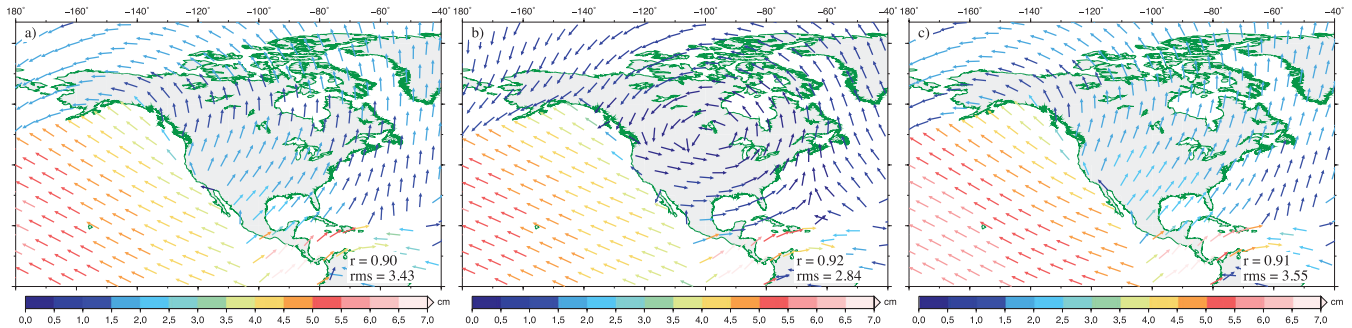 -180 -160 -140 -120 -100 -80 -60 -40
a)
r = 0.90
rms = 3.43
0,0 0,5 1,0 1,5 2,0 2,5 3,0 3,5 4,0 4,5 5,0 5,5 6,0 6,5 7,0 cm
180 -160 -140 -120 -100 -80 -60 -40
b)
r = 0.92
rms = 2.84
0,0 0,5 1,0 1,5 2,0 2,5 3,0 3,5 4,0 4,5 5,0 5,5 6,0 6,5 7,0 cm
180 -160 -140 -120 -100 -80 -60 -40
c)
r = 0.91
rms = 3.55
0,0 0,5 1,0 1,5 2,0 2,5 3,0 3,5 4,0 4,5 5,0 5,5 6,0 6,5 7,0 cm